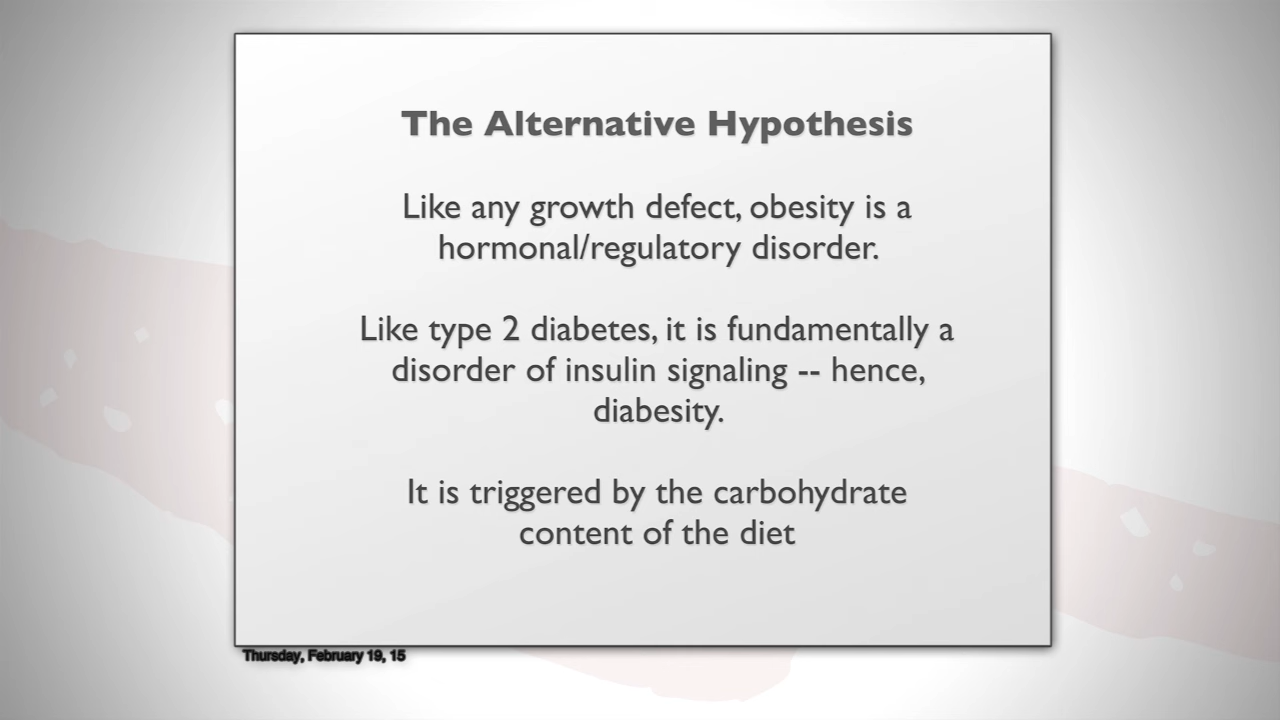 The Alternative Hypothesis
Like any growth defect, obesity is a
hormonal/regulatory disorder.
Like type 2 diabetes, it is fundamentally a
disorder of insulin signaling -- hence,
diabesity.
It is triggered by the carbohydrate
content of the diet
Thursday, February 19, 15